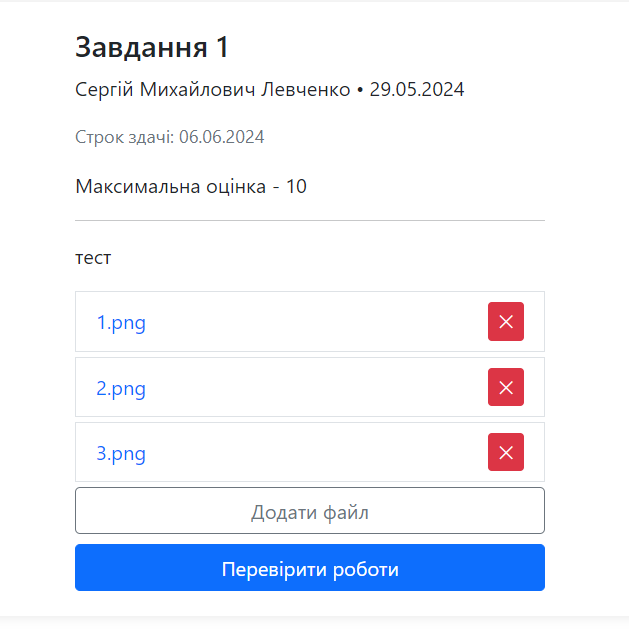 Завдання 1
Сергій Михайлович Левченко • 29.05.2024
Строк здачі: 06.06.2024
Максимальна оцінка - 10
тест
1.png
2.png
3.png
Додати файл
Перевірити роботи